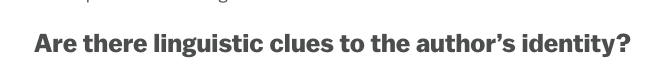 Are there linguistic clues to the author’s identity?